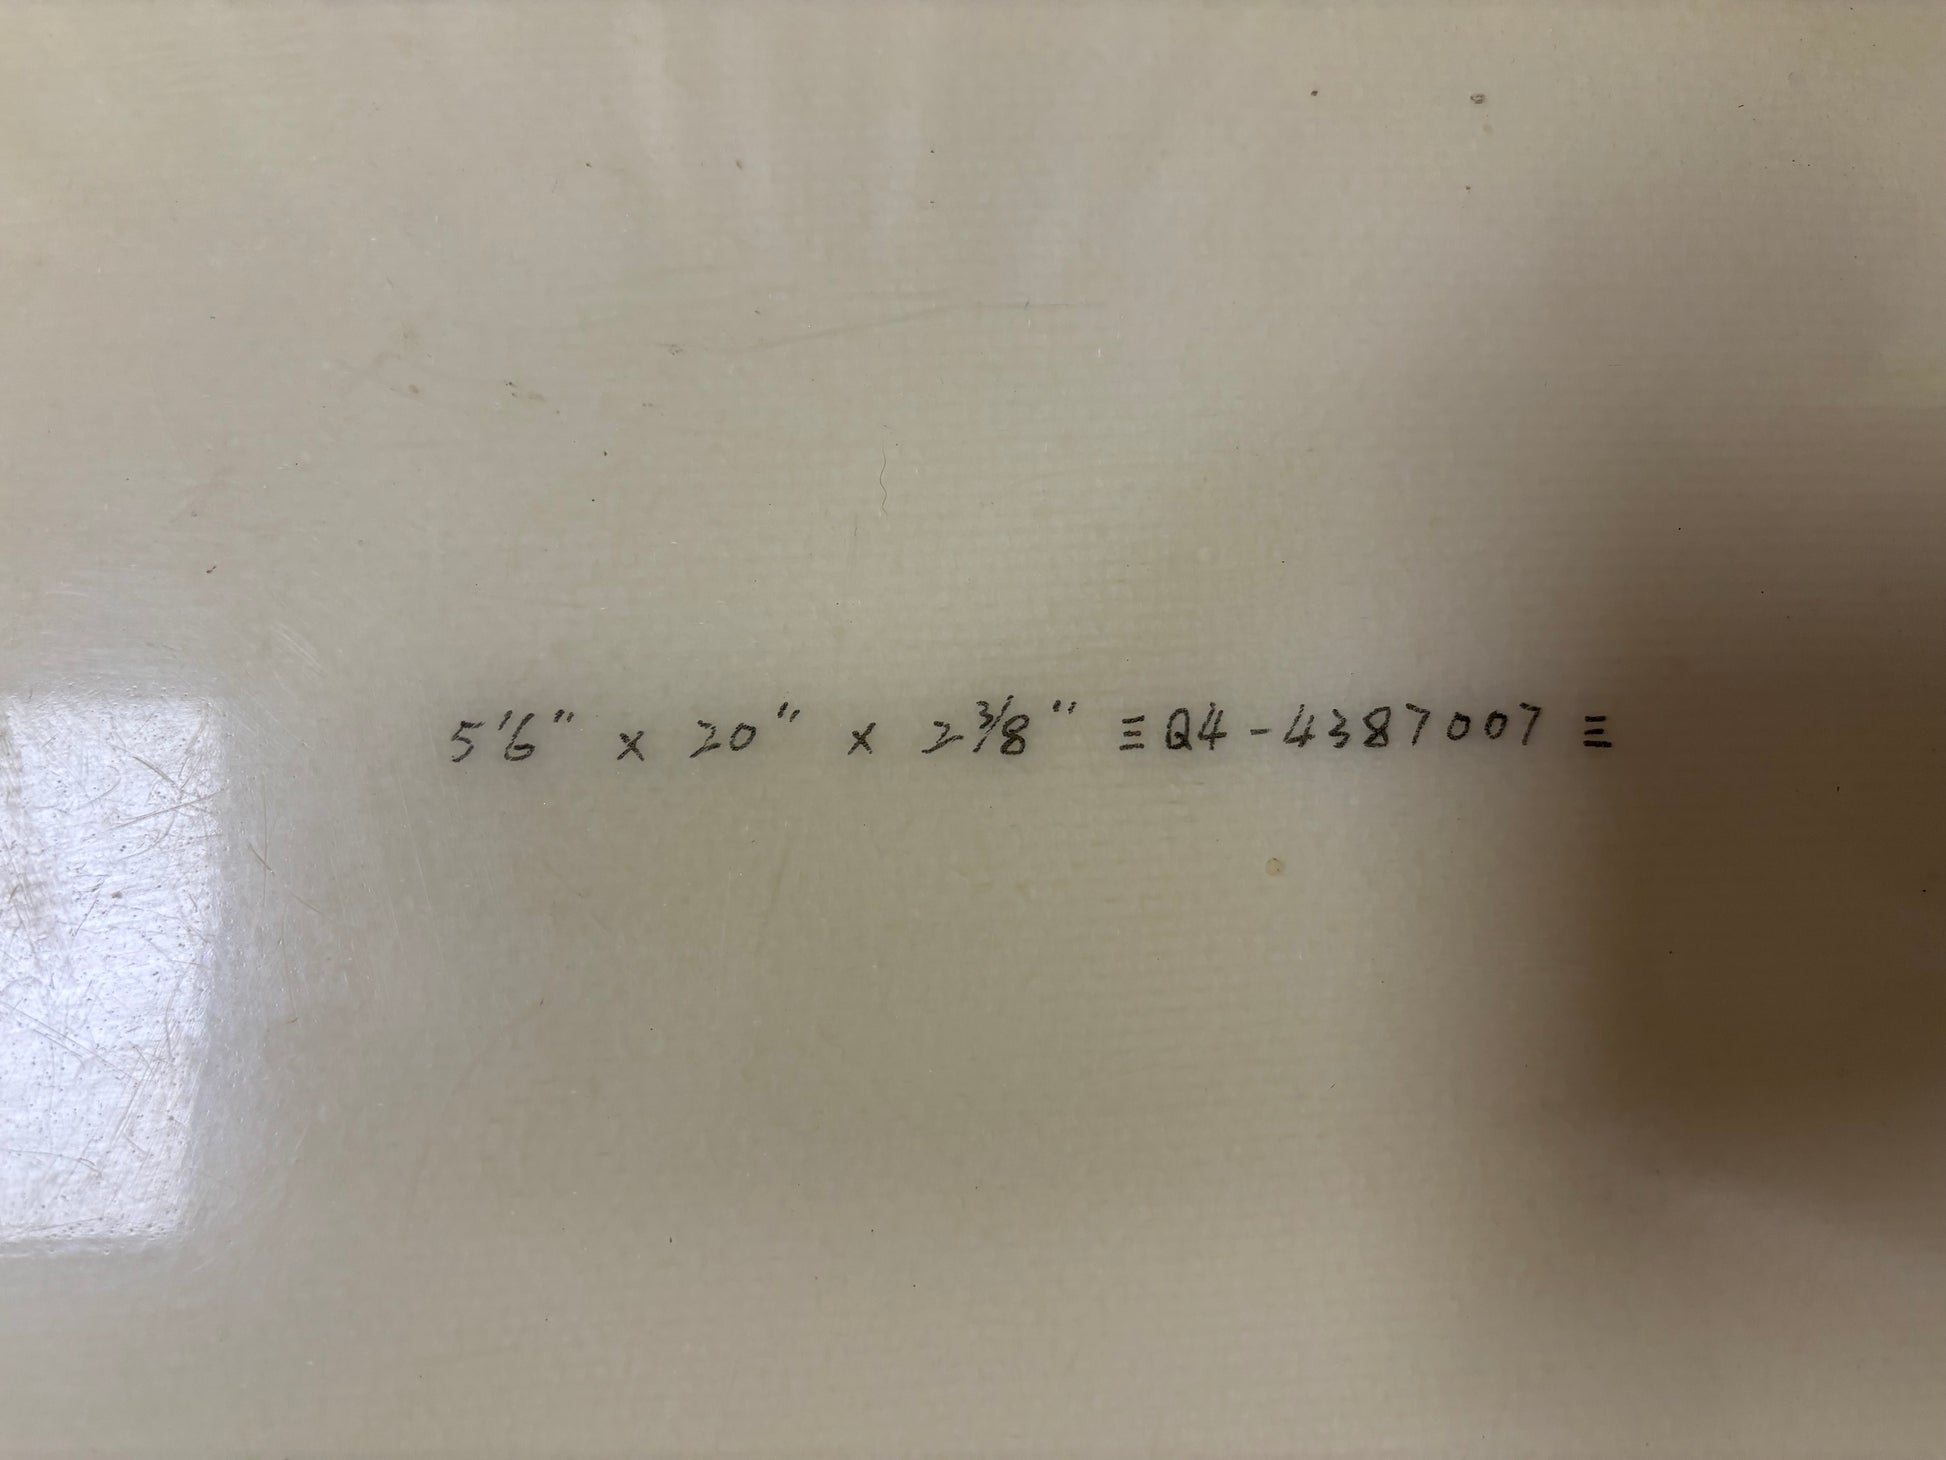 5'6" x 20" x 2 3/8" ≡ Q4-4387007 ≡